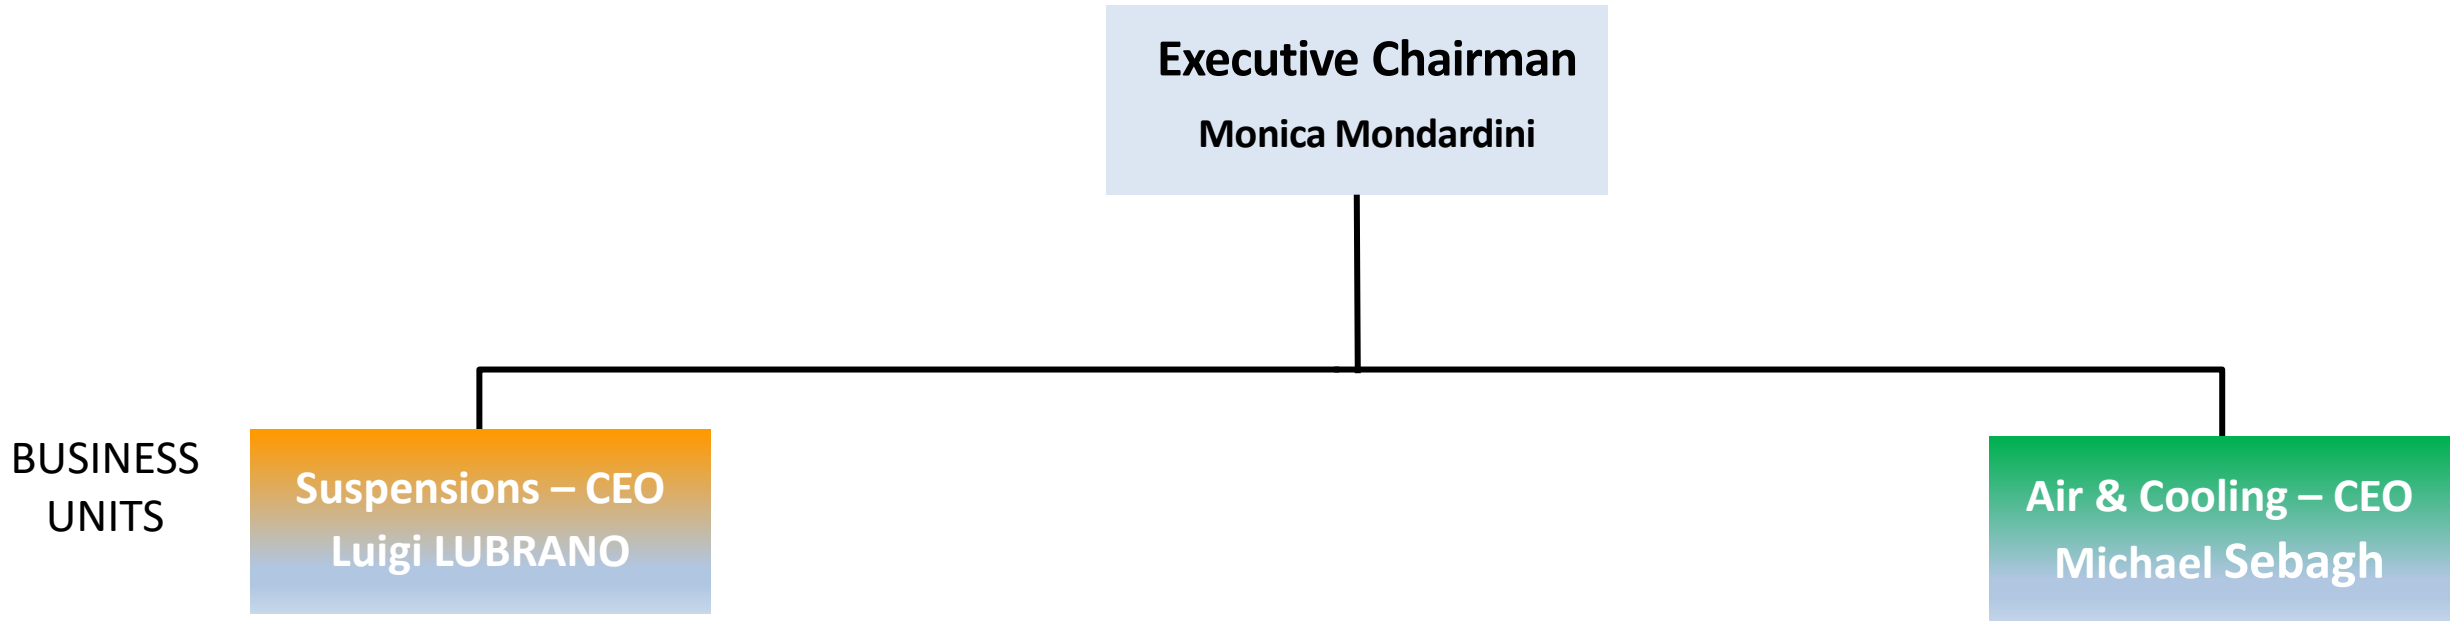 Executive Chairman
Monica Mondardini
BUSINESS
UNITS
Suspensions – CEO
Luigi LUBRANO
Air & Cooling – CEO
Michael Sebagh